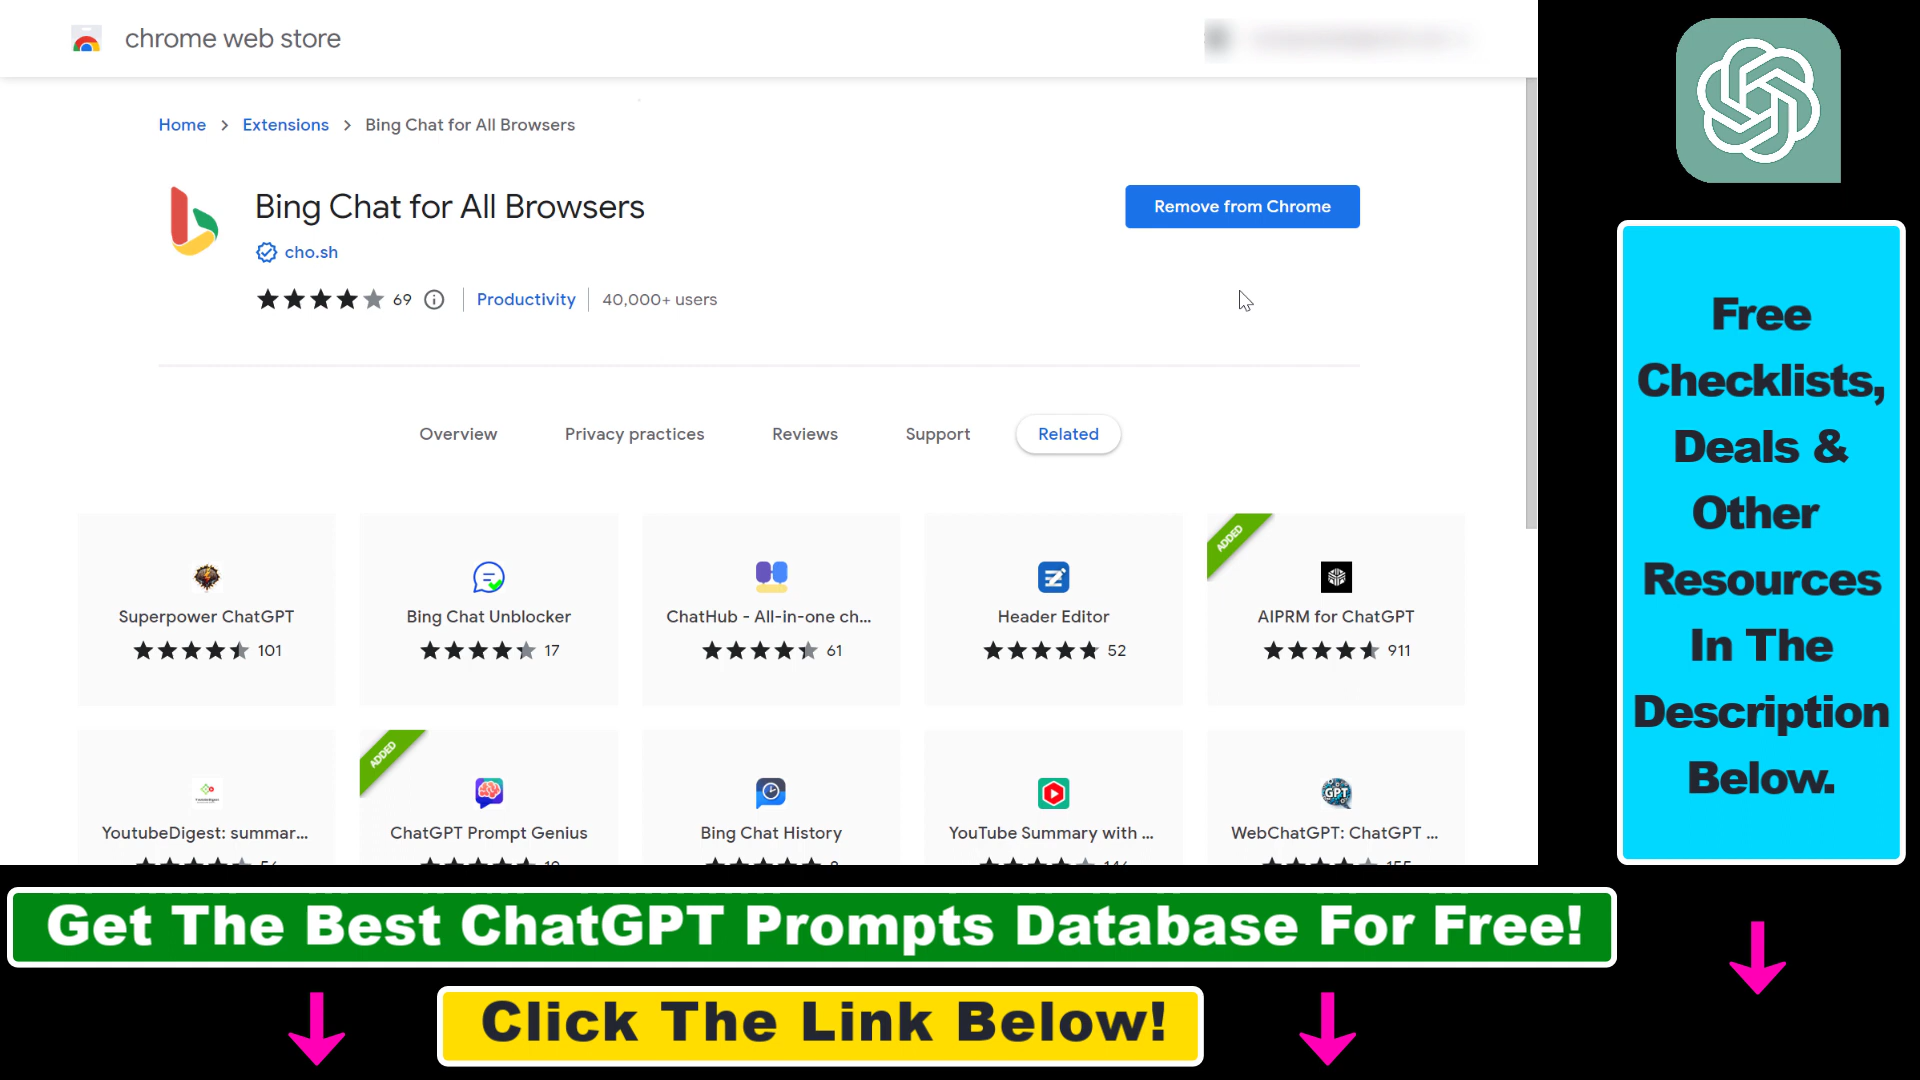 chrome web store
Home > Extensions > Bing Chat for All Browsers
Bing Chat for All Browsers
Remove from Chrome
cho.sh
69
Productivity
40,000+ users
Overview
Privacy practices
Reviews
Support
Related
ADDED
Superpower ChatGPT
Bing Chat Unblocker
ChatHub - All-in-one ch...
Header Editor
AIPRM for ChatGPT
101
17
61
52
911
ADDED
GPT
YoutubeDigest: summar...
ChatGPT Prompt Genius
Bing Chat History
YouTube Summary with ...
WebChatGPT: ChatGPT ...
Free
Checklists,
Deals &
Other
Resources
In The
Description
Below.
Get The Best ChatGPT Prompts Database For Free!
Click The Link Below!